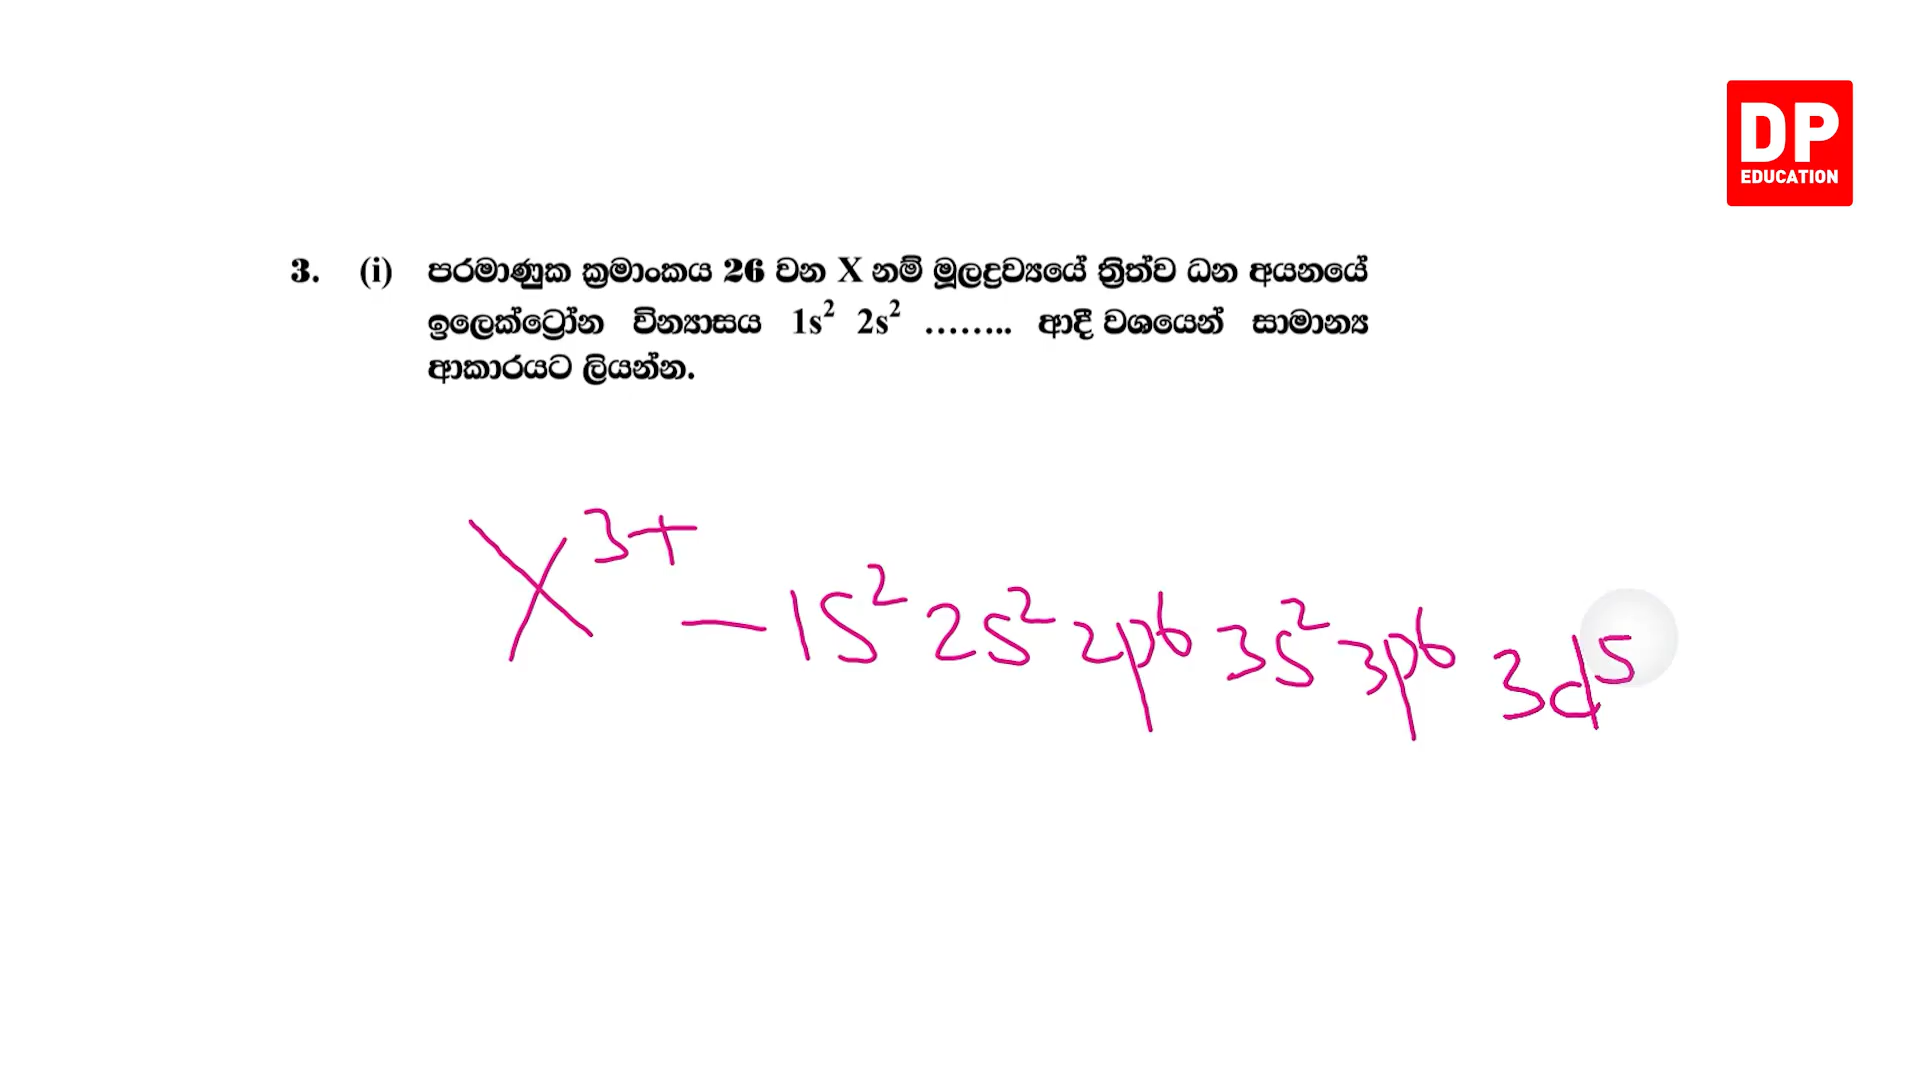 DP
EDUCATION
3. (i) පරමාණුක ක්‍රමාංකය 26 වන X නම් මූලද්‍රව්‍යයේ ත්‍රිත්ව ධන අයනයේ
ඉලෙක්ට්‍රෝන වින්‍යාසය 1s² 2s² …….. ආදී වශයෙන් සාමාන්‍ය
ආකාරයට ලියන්න.
X³⁺ – 1s² 2s² 2p⁶ 3s² 3p⁶ 3d⁵